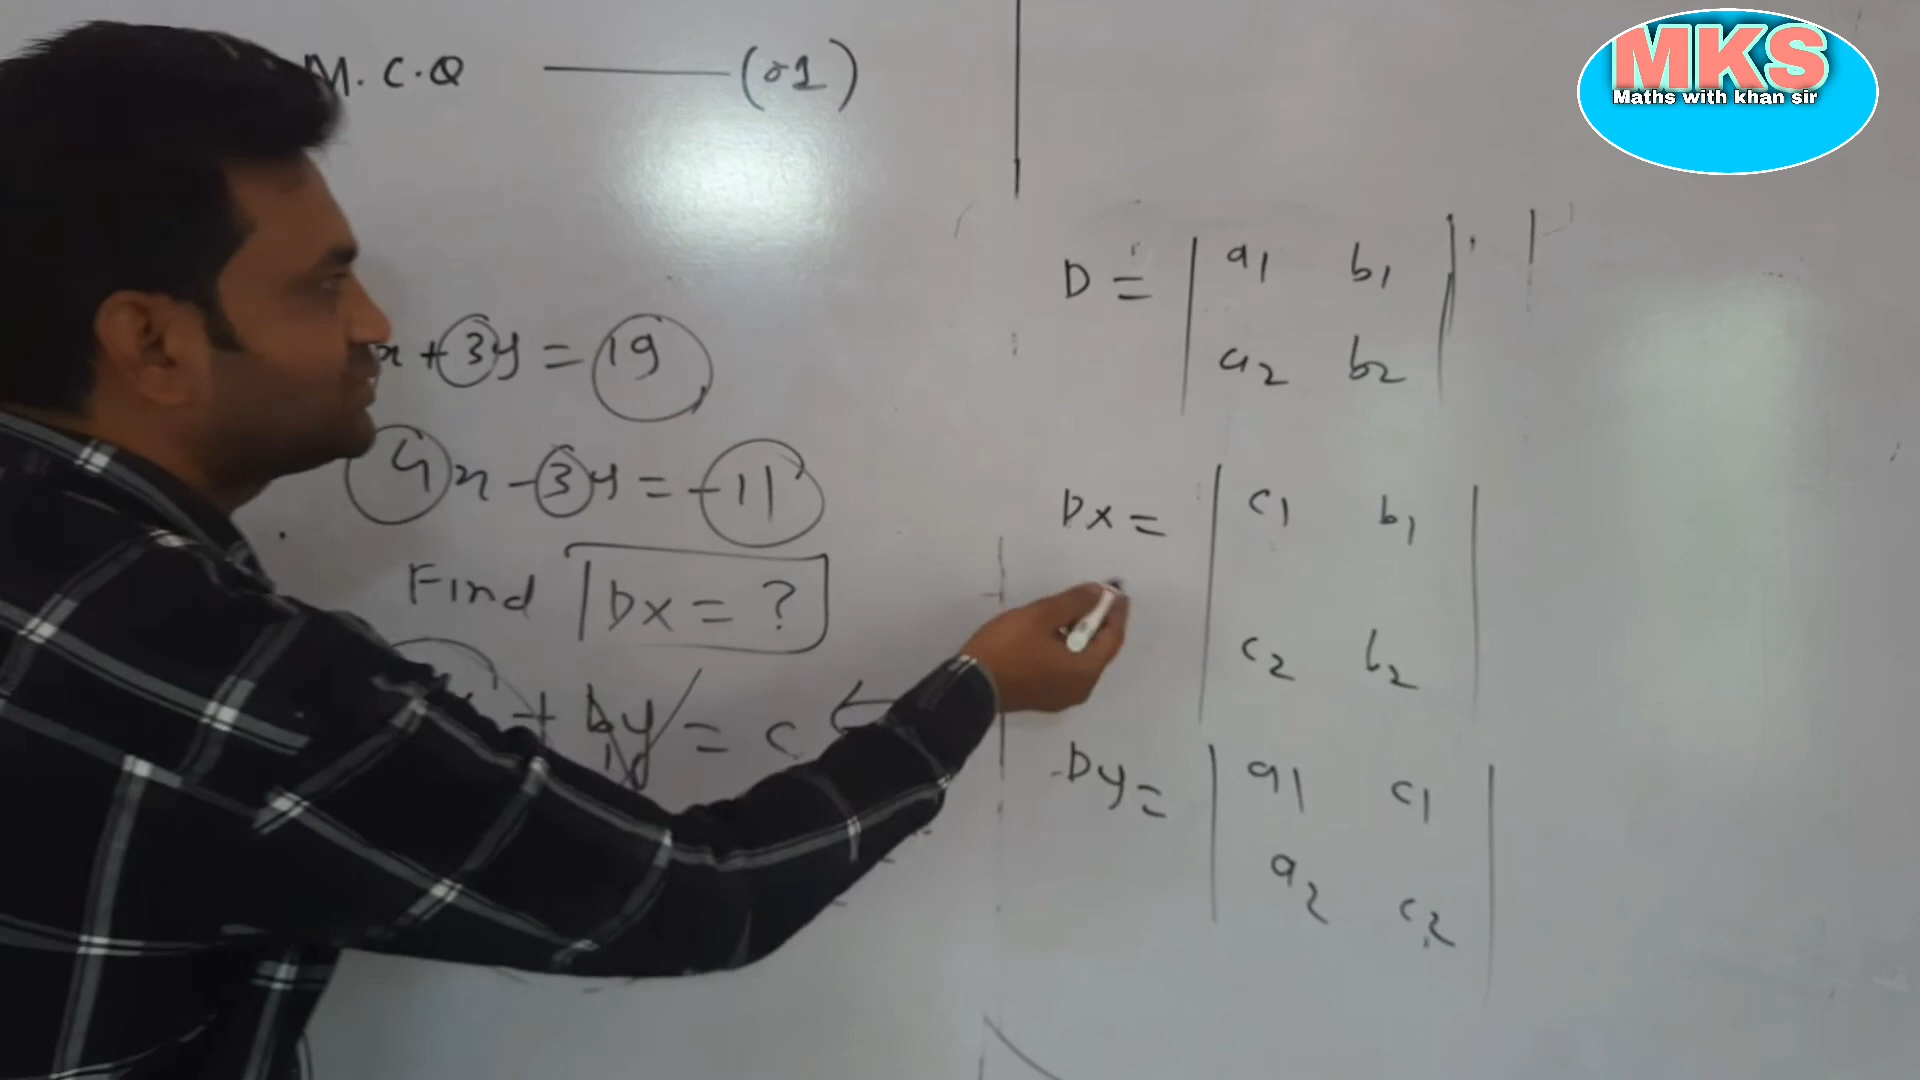 M.C.Q — (01)
x + 3y = 19
4x - 3y = -11
Find Dx = ?
+ by = c ←
D = | a1 b1 |
| a2 b2 |
Dx = | c1 b1 |
| c2 b2 |
Dy = | a1 c1 |
| a2 c2 |
MKS
Maths with khan sir